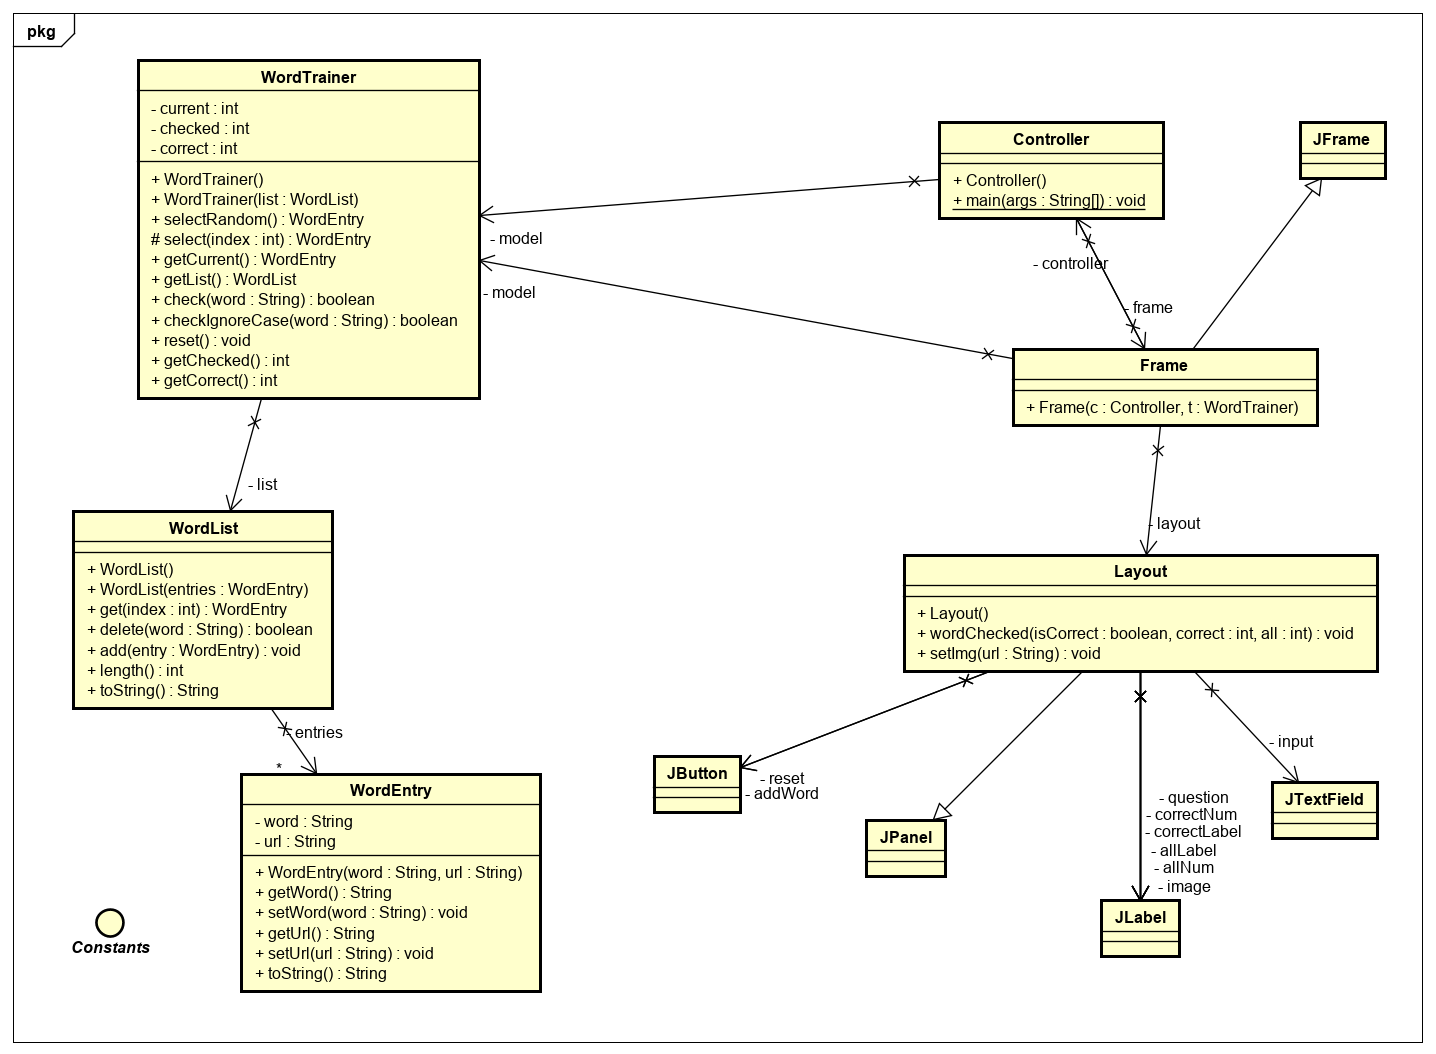 pkg
WordTrainer
- current : int
- checked : int
- correct : int
+ WordTrainer()
+ WordTrainer(list : WordList)
+ selectRandom() : WordEntry
# select(index : int) : WordEntry
+ getCurrent() : WordEntry
+ getList() : WordList
+ check(word : String) : boolean
+ checkIgnoreCase(word : String) : boolean
+ reset() : void
+ getChecked() : int
+ getCorrect() : int
Controller
+ Controller()
+ main(args : String[]) : void
JFrame
- model
- model
- controller
- frame
Frame
+ Frame(c : Controller, t : WordTrainer)
- list
WordList
+ WordList()
+ WordList(entries : WordEntry)
+ get(index : int) : WordEntry
+ delete(word : String) : boolean
+ add(entry : WordEntry) : void
+ length() : int
+ toString() : String
- layout
Layout
+ Layout()
+ wordChecked(isCorrect : boolean, correct : int, all : int) : void
+ setImg(url : String) : void
- entries
*
WordEntry
- word : String
- url : String
+ WordEntry(word : String, url : String)
+ getWord() : String
+ setWord(word : String) : void
+ getUrl() : String
+ setUrl(url : String) : void
+ toString() : String
Constants
JButton
- reset
- addWord
JPanel
- question
- correctNum
- correctLabel
- allLabel
- allNum
- image
JLabel
- input
JTextField